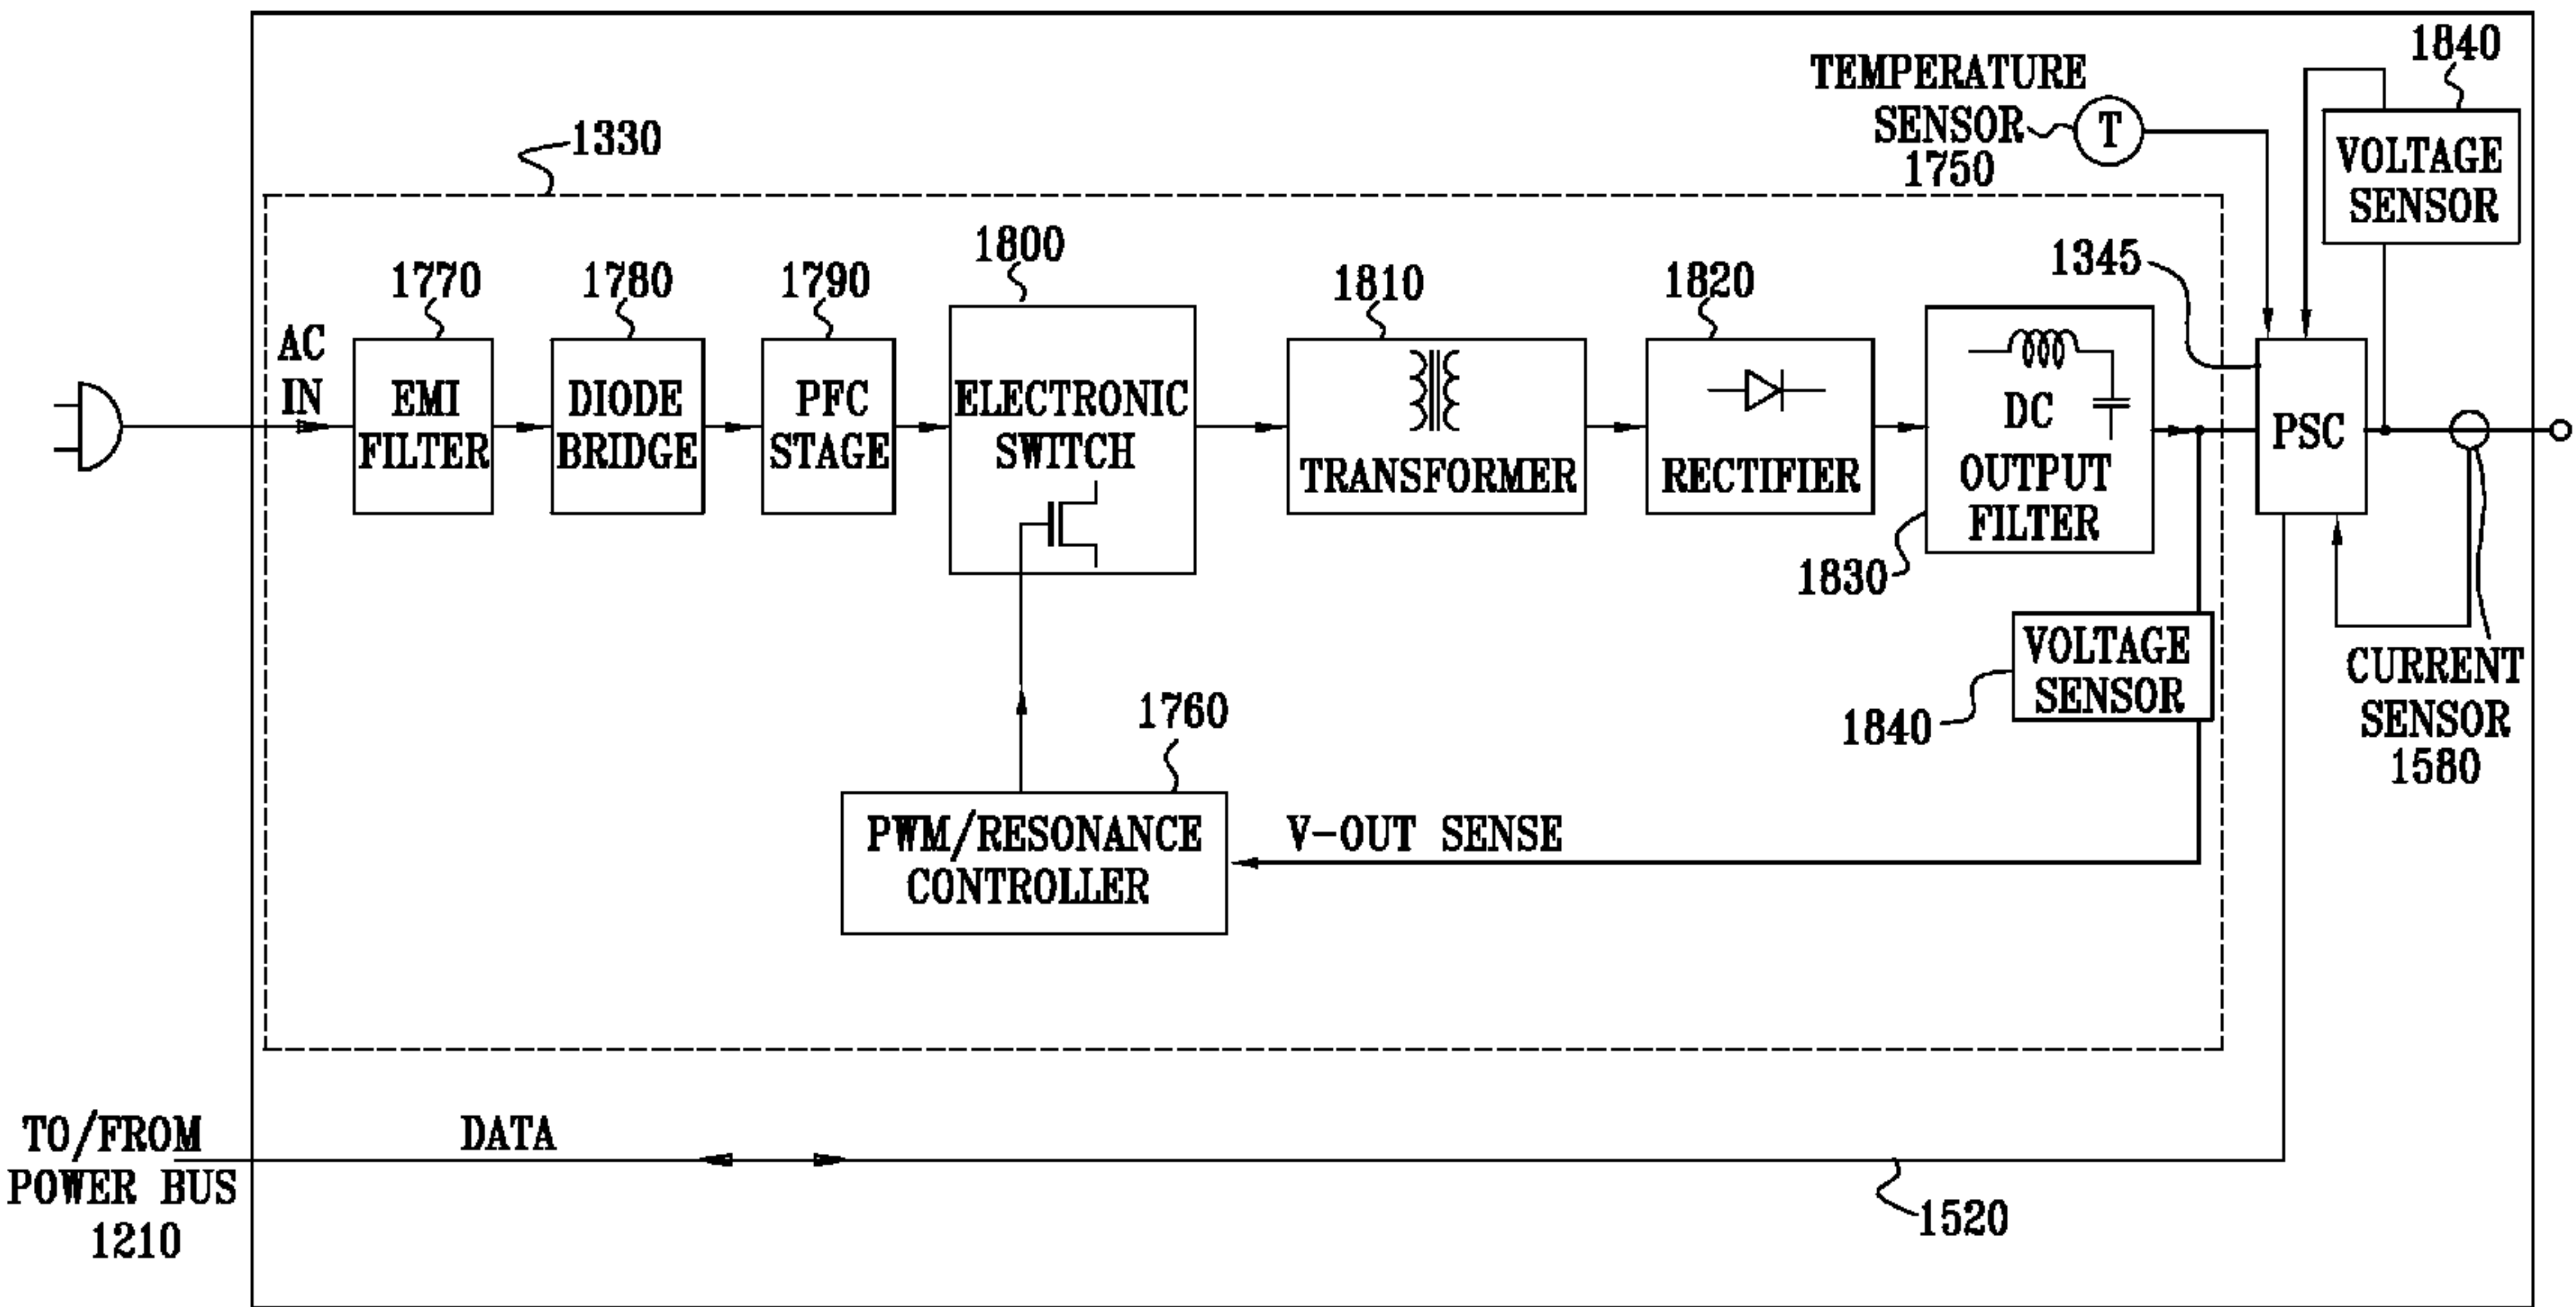 1840
TEMPERATURE
SENSOR
1750
T
VOLTAGE
SENSOR
1330
1800
1345
1770
1780
1790
1810
1820
AC
IN
EMI
FILTER
DIODE
BRIDGE
PFC
STAGE
ELECTRONIC
SWITCH
TRANSFORMER
RECTIFIER
DC
OUTPUT
FILTER
PSC
1830
VOLTAGE
SENSOR
1840
CURRENT
SENSOR
1580
1760
PWM/RESONANCE
CONTROLLER
V-OUT SENSE
TO/FROM
POWER BUS
1210
DATA
1520